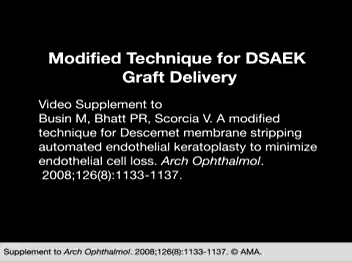 Modified Technique for DSAEK
Graft Delivery
Video Supplement to
Busin M, Bhatt PR, Scorcia V. A modified
technique for Descemet membrane stripping
automated endothelial keratoplasty to minimize
endothelial cell loss. Arch Ophthalmol.
2008;126(8):1133-1137.
Supplement to Arch Ophthalmol. 2008;126(8):1133-1137. © AMA.